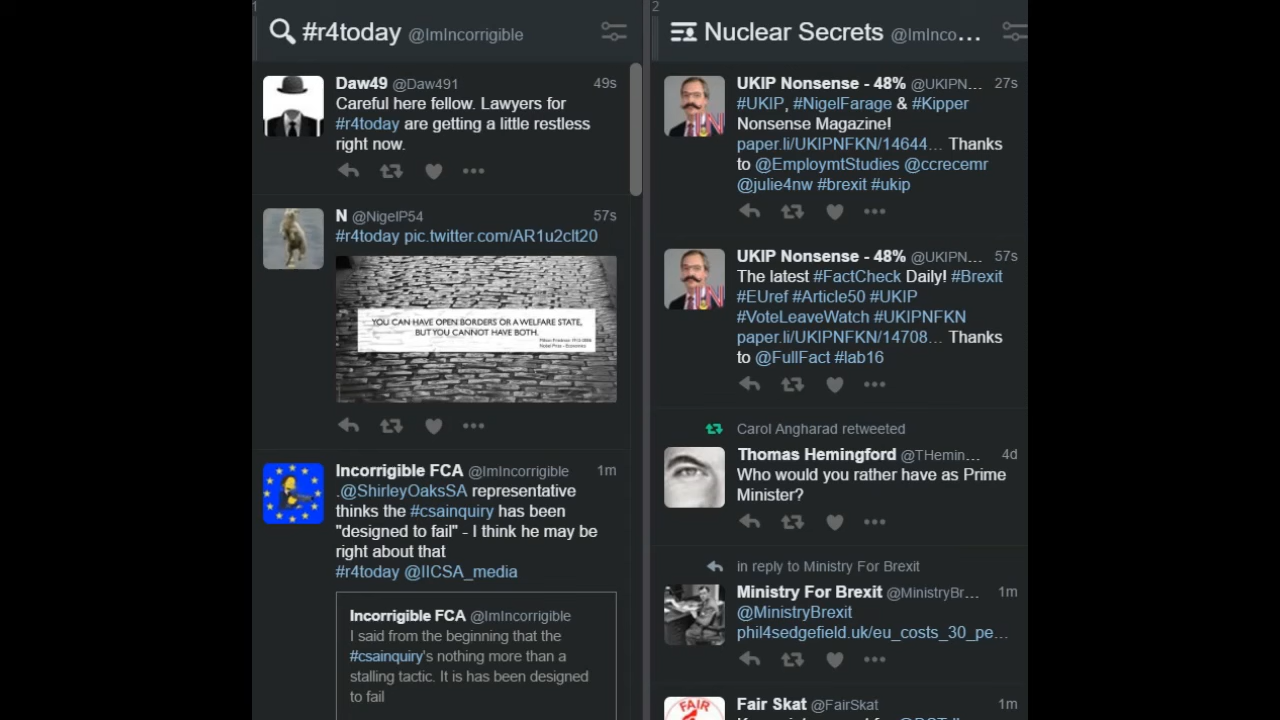 1
#r4today @ImIncorrigible
Daw49 @Daw491 49s
Careful here fellow. Lawyers for
#r4today are getting a little restless
right now.
N @NigelP54 57s
#r4today pic.twitter.com/AR1u2clt20
YOU CAN HAVE OPEN BORDERS OR A WELFARE STATE,
BUT YOU CANNOT HAVE BOTH.
Incorrigible FCA @ImIncorrigible 1m
.@ShirleyOaksSA representative
thinks the #csainquiry has been
"designed to fail" - I think he may be
right about that
#r4today @IICSA_media
Incorrigible FCA @ImIncorrigible
I said from the beginning that the
#csainquiry's nothing more than a
stalling tactic. It is has been designed
to fail
2
Nuclear Secrets @ImInco...
UKIP Nonsense - 48% @UKIPN... 27s
#UKIP, #NigelFarage & #Kipper
Nonsense Magazine!
paper.li/UKIPNFKN/14644... Thanks
to @EmploymtStudies @ccrecemr
@julie4nw #brexit #ukip
UKIP Nonsense - 48% @UKIPN... 57s
The latest #FactCheck Daily! #Brexit
#EUref #Article50 #UKIP
#VoteLeaveWatch #UKIPNFKN
paper.li/UKIPNFKN/14708... Thanks
to @FullFact #lab16
Carol Angharad retweeted
Thomas Hemingford @THemin... 4d
Who would you rather have as Prime
Minister?
in reply to Ministry For Brexit
Ministry For Brexit @MinistryBr... 1m
@MinistryBrexit
phil4sedgefield.uk/eu_costs_30_pe...
FAIR
Fair Skat @FairSkat 1m